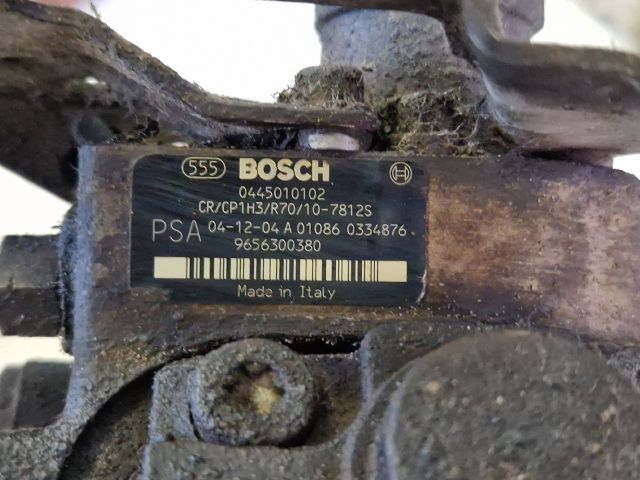 555 BOSCH
0445010102
CR/CP1H3/R70/10-7812S
PSA 04-12-04 A 01086 0334876
9656300380
Made in Italy